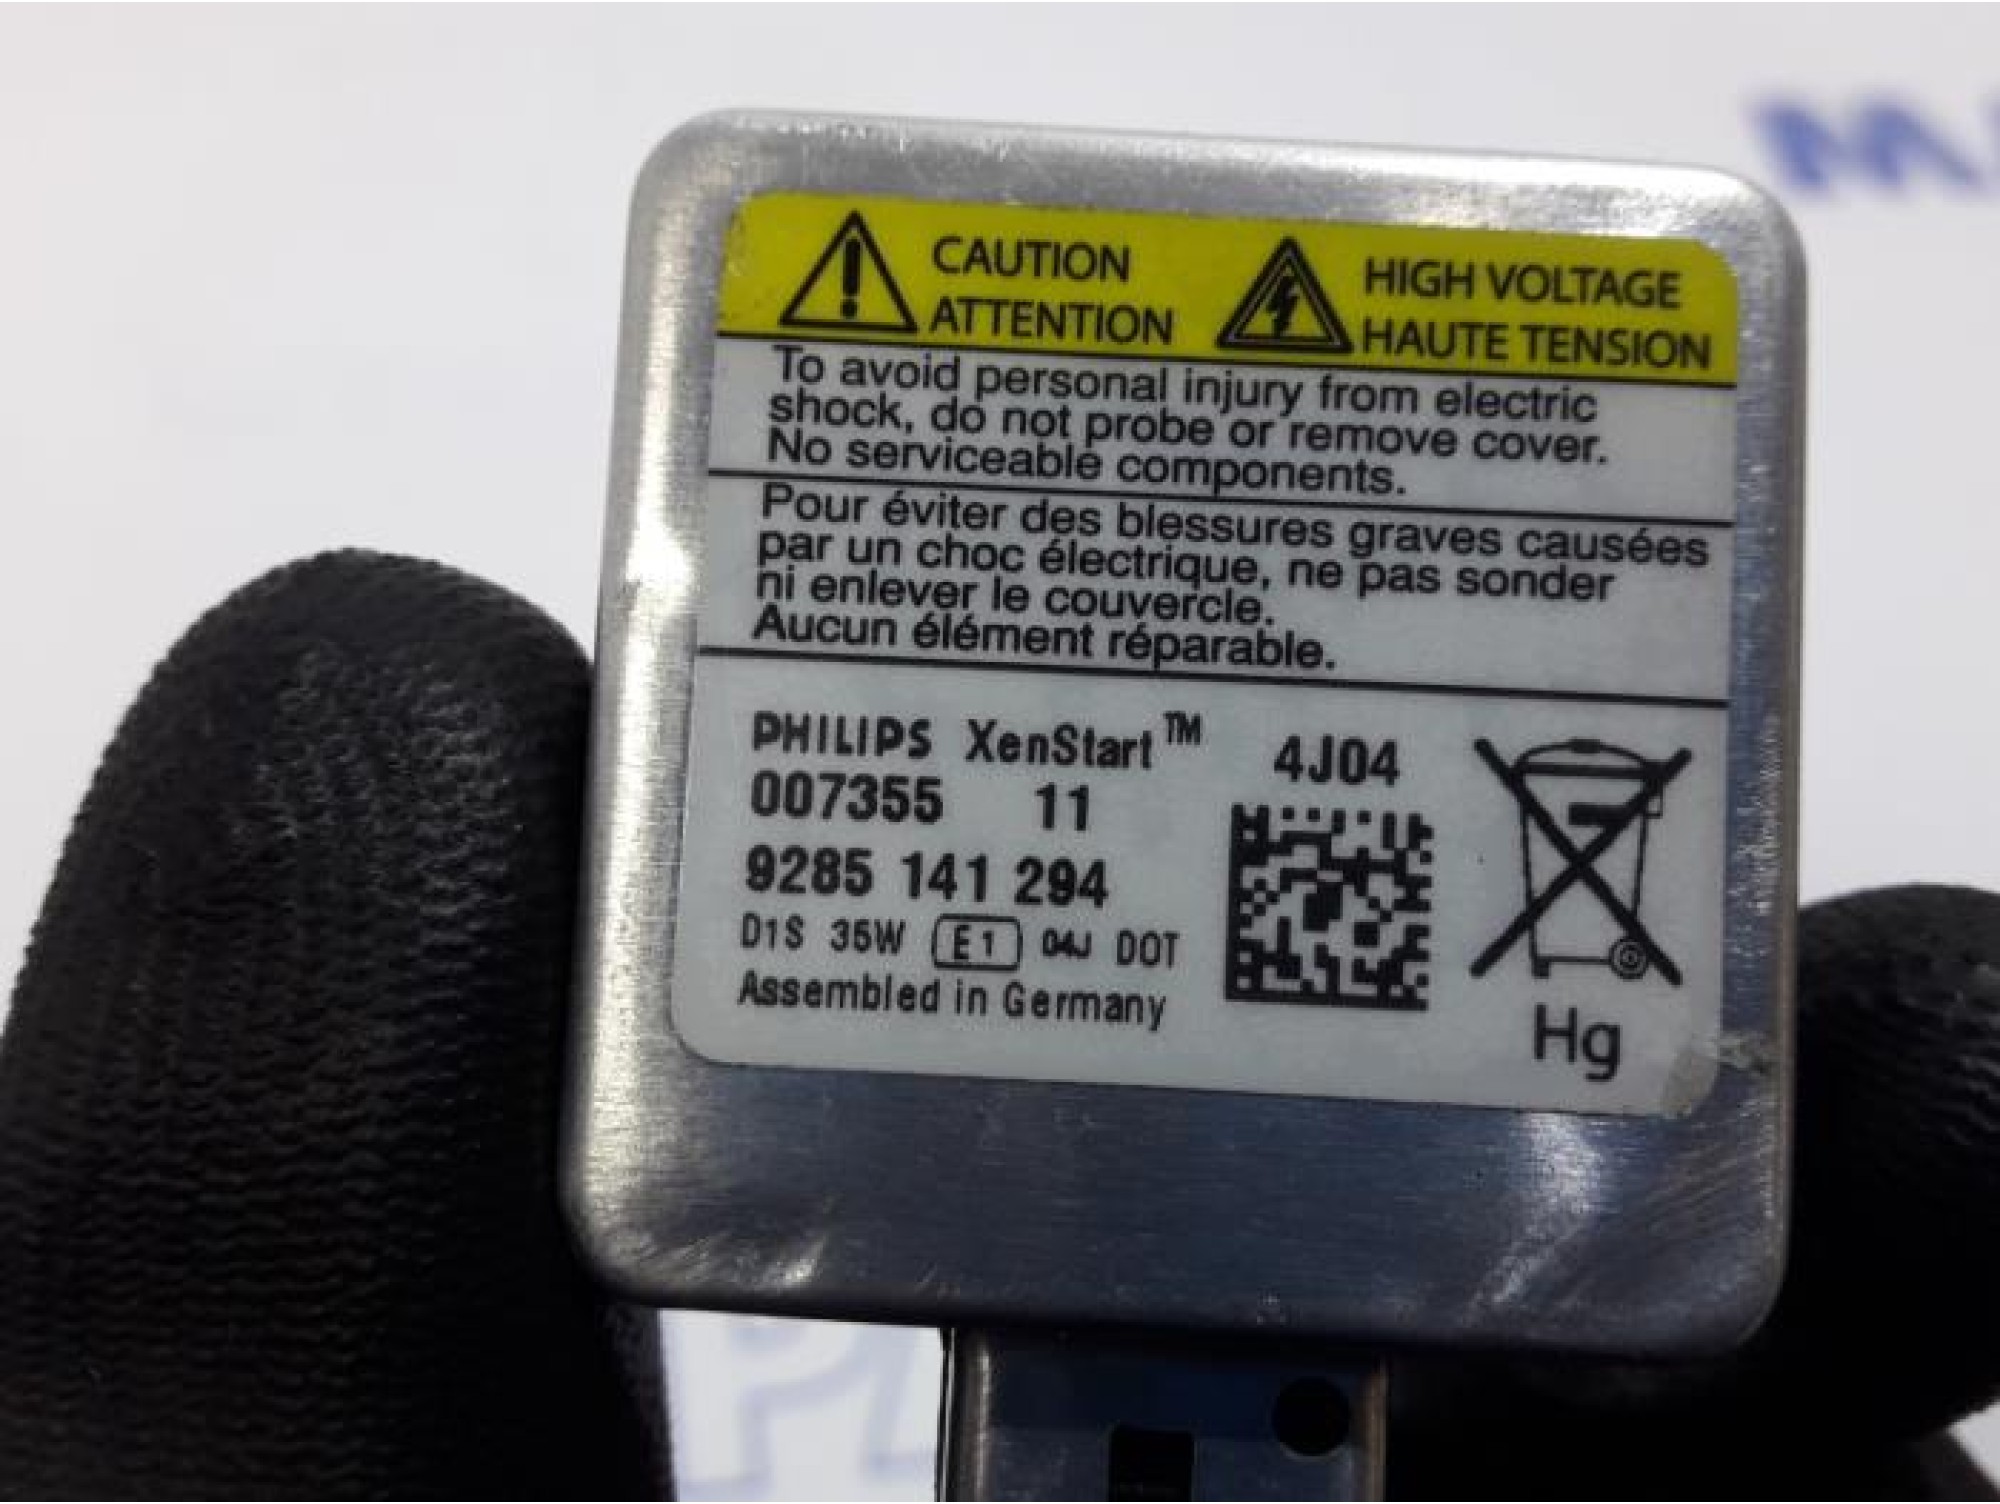 CAUTION
ATTENTION
HIGH VOLTAGE
HAUTE TENSION
To avoid personal injury from electric
shock, do not probe or remove cover.
No serviceable components.
Pour éviter des blessures graves causées
par un choc électrique, ne pas sonder
ni enlever le couvercle.
Aucun élément réparable.
PHILIPS XenStart™ 4J04
007355 11
9285 141 294
D1S 35W E1 04J DOT
Assembled in Germany
Hg